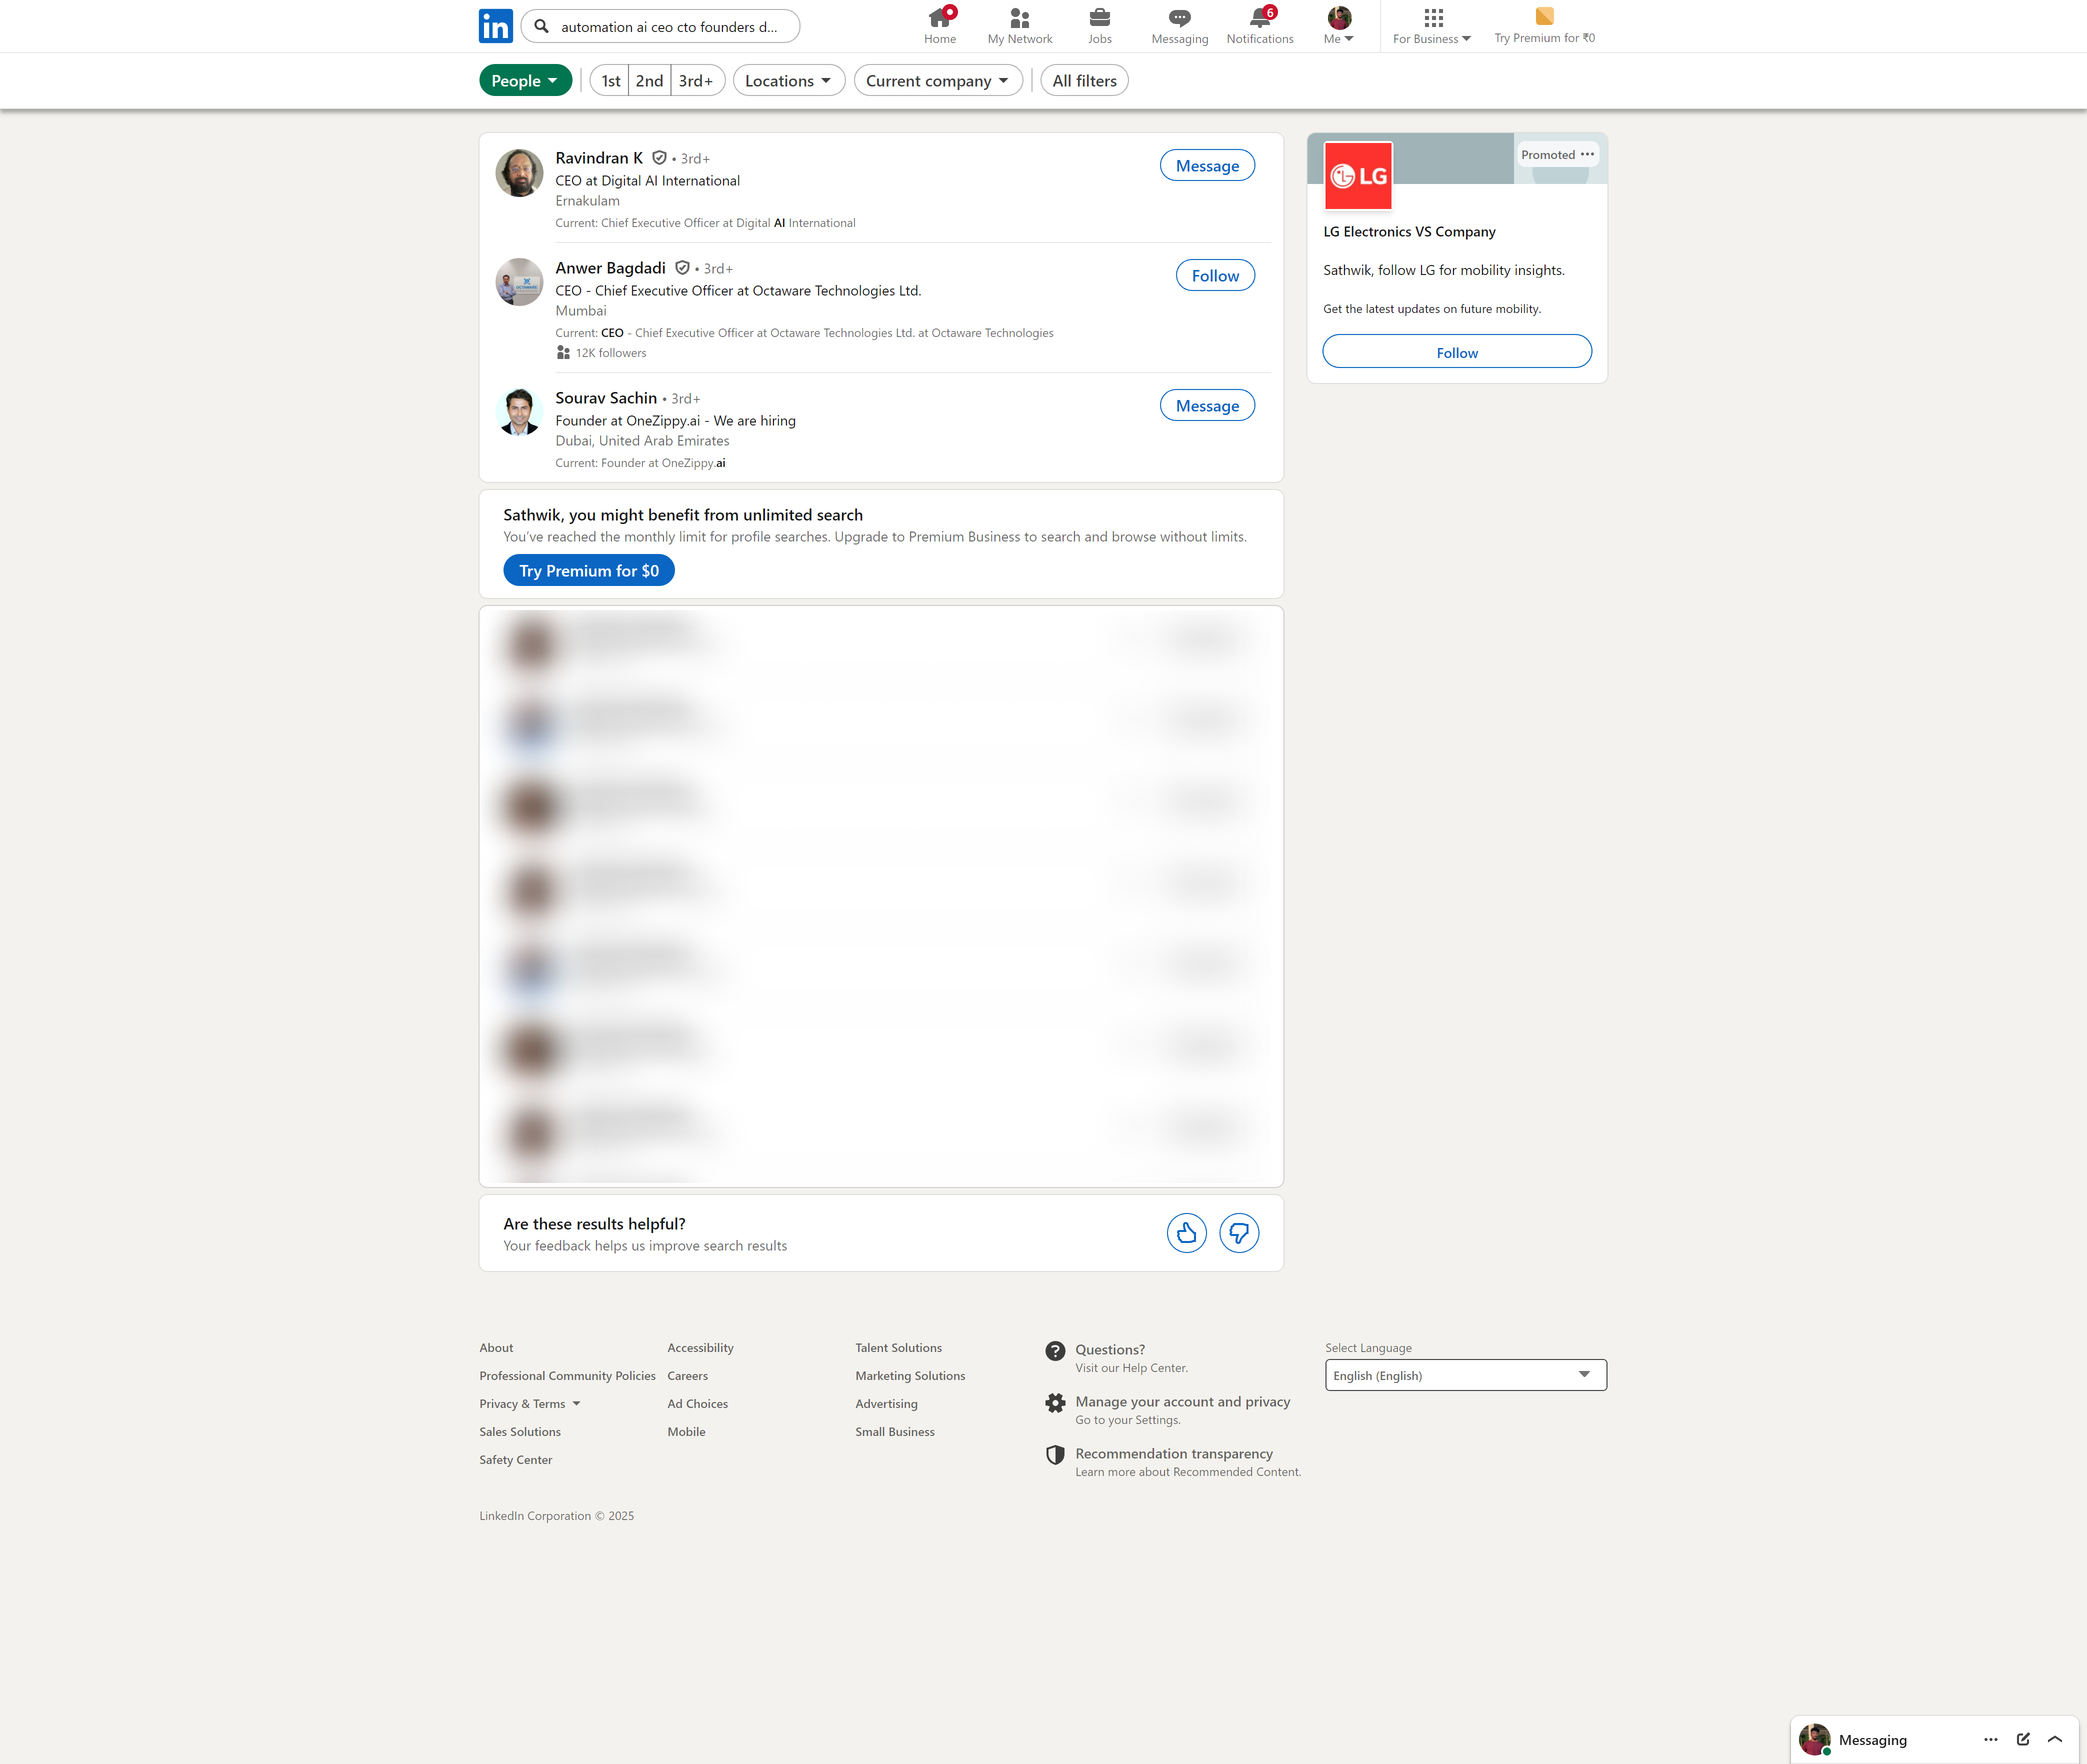 in
automation ai ceo cto founders d...
Home
My Network
Jobs
Messaging
6
Notifications
Me
For Business
Try Premium for ₹0
People
1st
2nd
3rd+
Locations
Current company
All filters
Ravindran K • 3rd+
CEO at Digital AI International
Ernakulam
Current: Chief Executive Officer at Digital AI International
Message
Anwer Bagdadi • 3rd+
CEO - Chief Executive Officer at Octaware Technologies Ltd.
Mumbai
Current: CEO - Chief Executive Officer at Octaware Technologies Ltd. at Octaware Technologies
12K followers
Follow
Sourav Sachin • 3rd+
Founder at OneZippy.ai - We are hiring
Dubai, United Arab Emirates
Current: Founder at OneZippy.ai
Message
Promoted
LG
LG Electronics VS Company
Sathwik, follow LG for mobility insights.
Get the latest updates on future mobility.
Follow
Sathwik, you might benefit from unlimited search
You've reached the monthly limit for profile searches. Upgrade to Premium Business to search and browse without limits.
Try Premium for $0
Are these results helpful?
Your feedback helps us improve search results
About
Professional Community Policies
Privacy & Terms
Sales Solutions
Safety Center
Accessibility
Careers
Ad Choices
Mobile
Talent Solutions
Marketing Solutions
Advertising
Small Business
Questions?
Visit our Help Center.
Manage your account and privacy
Go to your Settings.
Recommendation transparency
Learn more about Recommended Content.
Select Language
English (English)
LinkedIn Corporation © 2025
Messaging